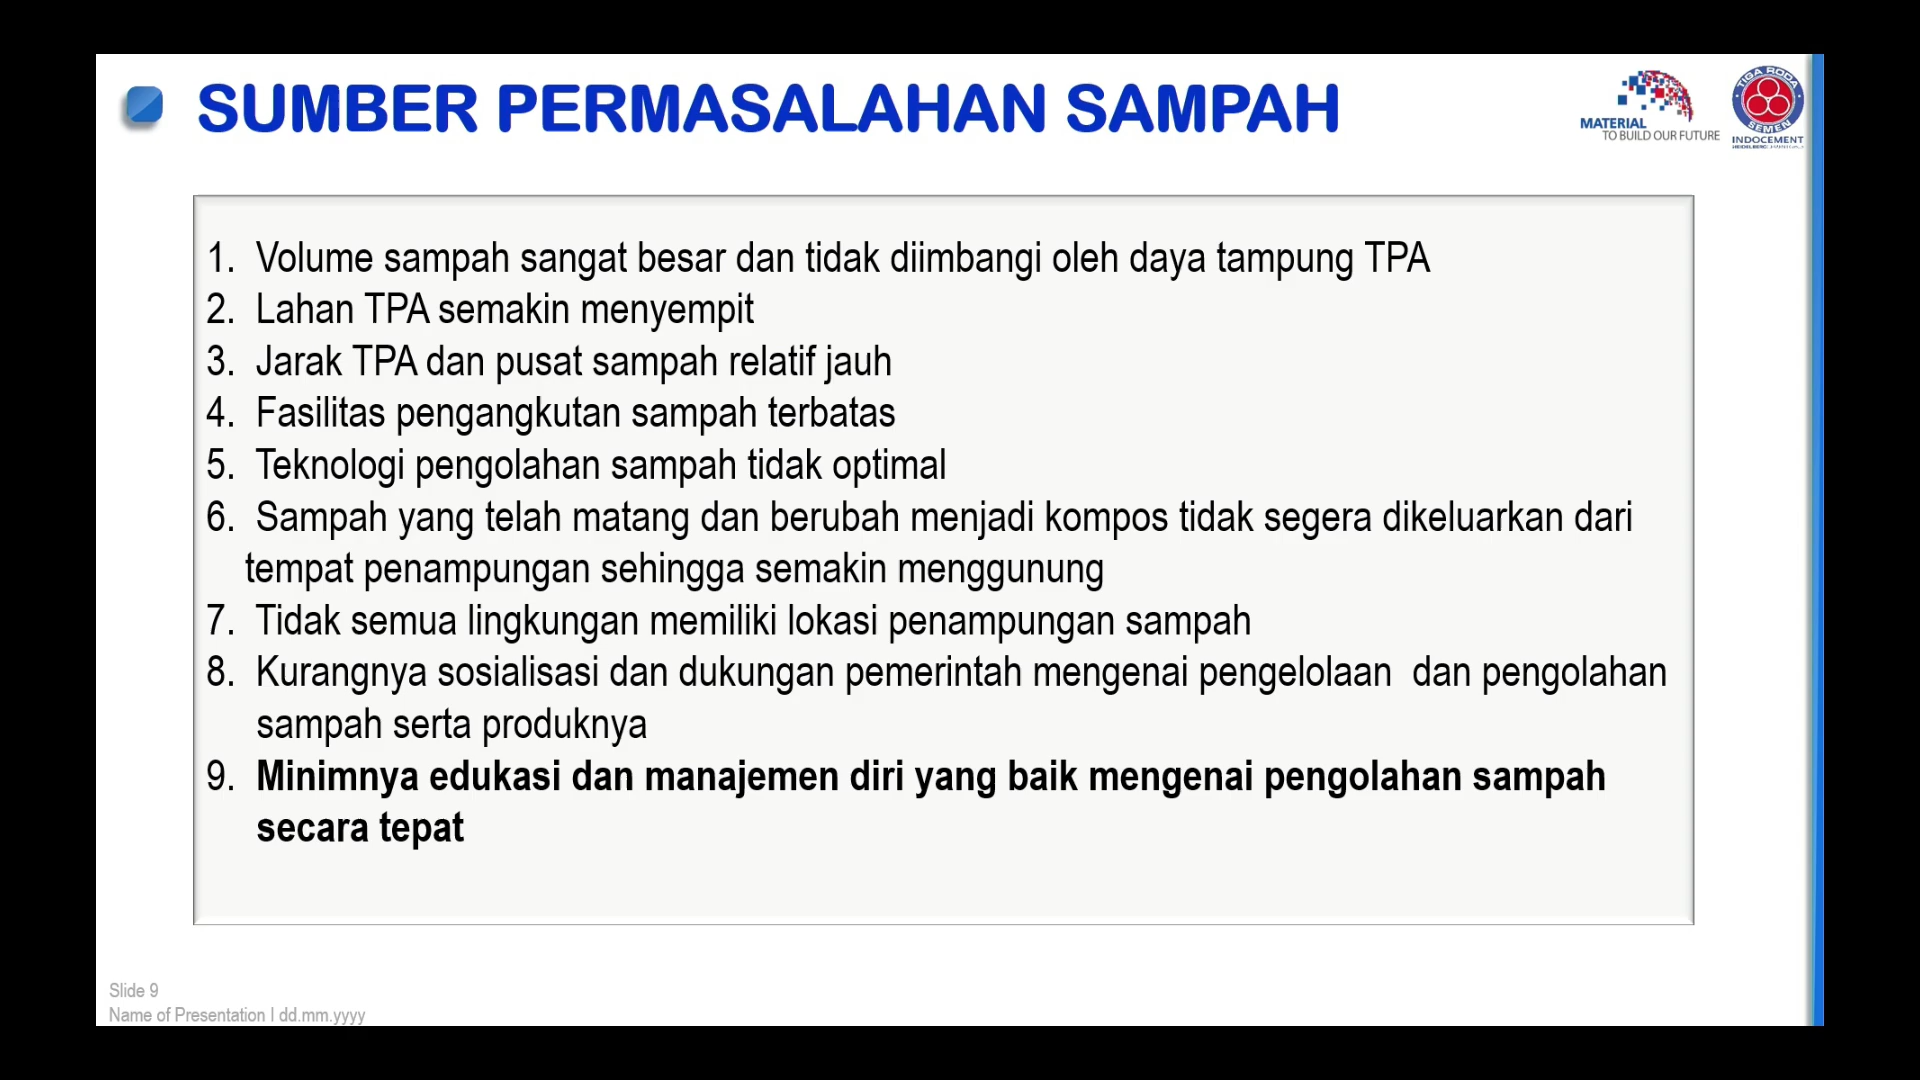 SUMBER PERMASALAHAN SAMPAH
MATERIAL
TO BUILD OUR FUTURE
TIGA RODA
SEMEN
INDOCEMENT
1. Volume sampah sangat besar dan tidak diimbangi oleh daya tampung TPA
2. Lahan TPA semakin menyempit
3. Jarak TPA dan pusat sampah relatif jauh
4. Fasilitas pengangkutan sampah terbatas
5. Teknologi pengolahan sampah tidak optimal
6. Sampah yang telah matang dan berubah menjadi kompos tidak segera dikeluarkan dari
tempat penampungan sehingga semakin menggunung
7. Tidak semua lingkungan memiliki lokasi penampungan sampah
8. Kurangnya sosialisasi dan dukungan pemerintah mengenai pengelolaan dan pengolahan
sampah serta produknya
9. Minimnya edukasi dan manajemen diri yang baik mengenai pengolahan sampah
secara tepat
Slide 9
Name of Presentation I dd.mm.yyyy